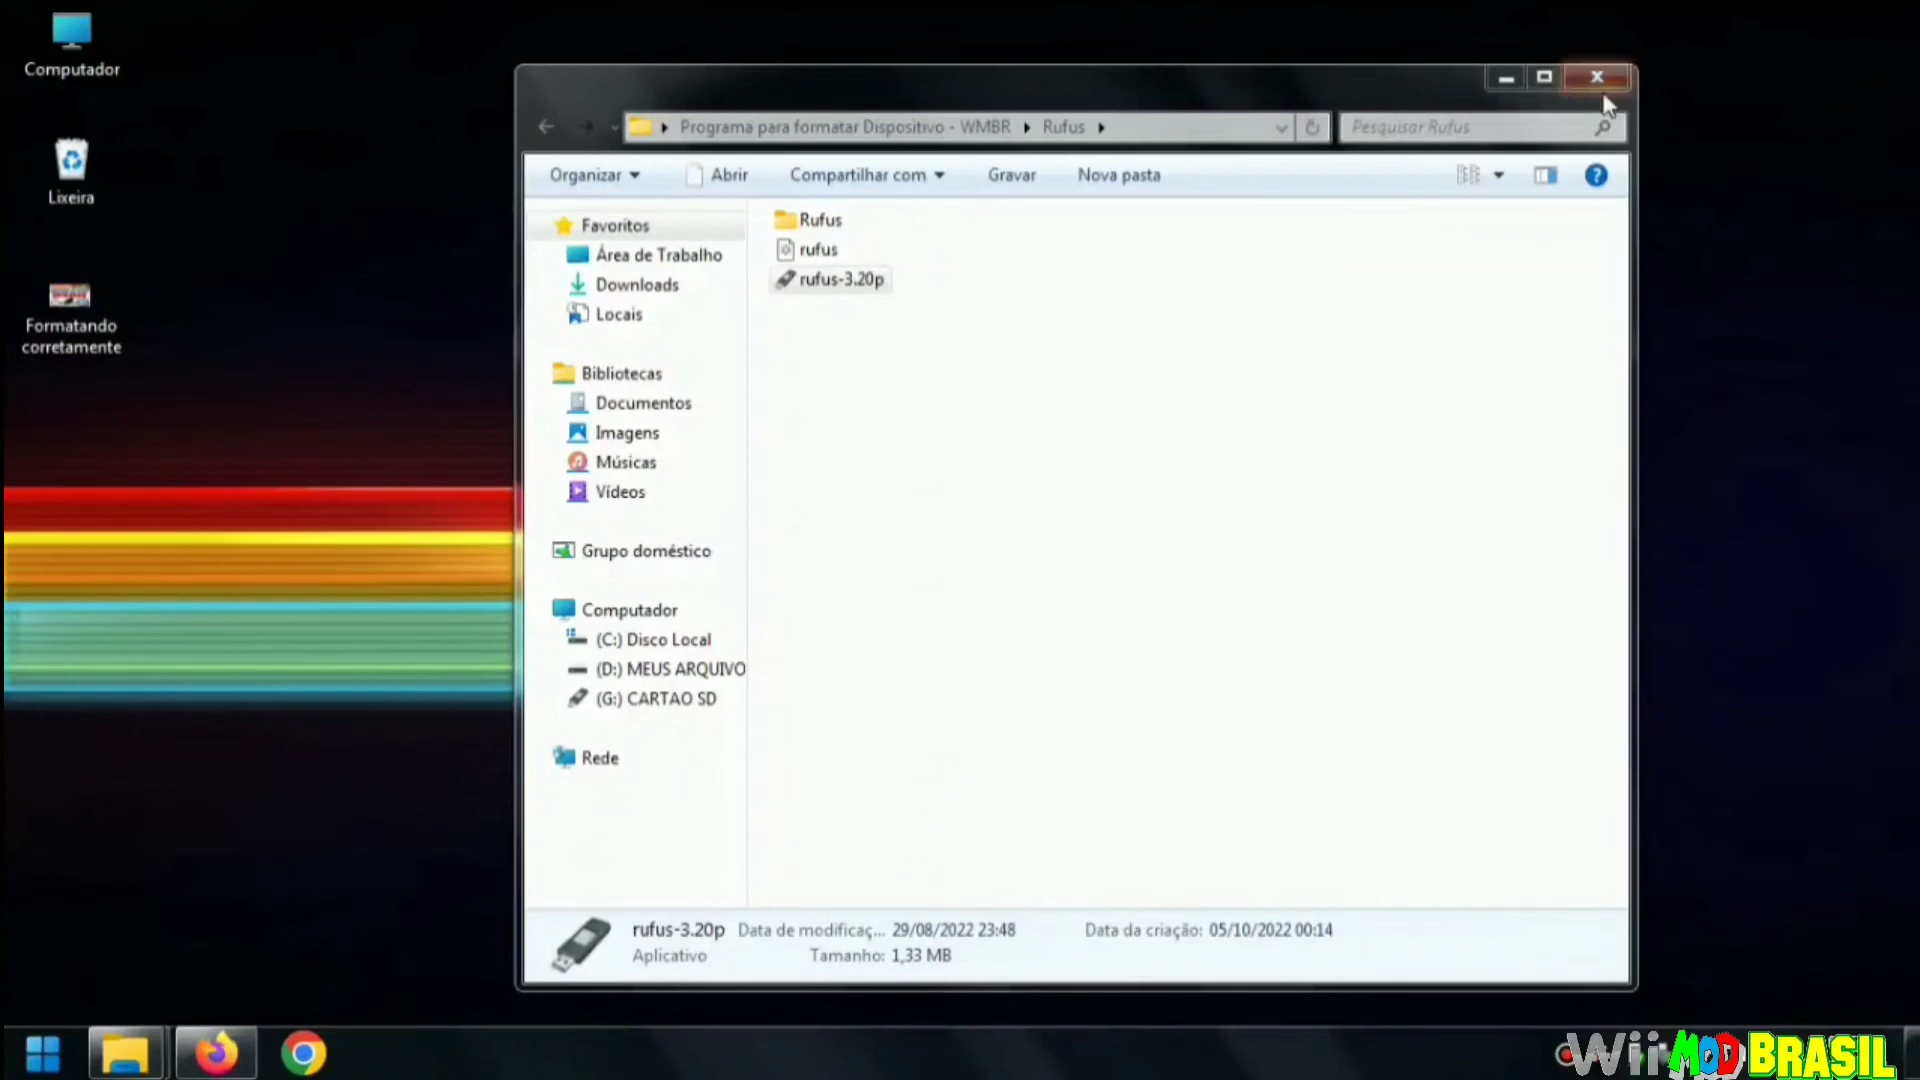 Computador
Lixeira
Formatando
corretamente
Programa para formatar Dispositivo - WMBR
Rufus
Pesquisar Rufus
Organizar
Abrir
Compartilhar com
Gravar
Nova pasta
Favoritos
Área de Trabalho
Downloads
Locais
Bibliotecas
Documentos
Imagens
Músicas
Vídeos
Grupo doméstico
Computador
(C:) Disco Local
(D:) MEUS ARQUIVO
(G:) CARTAO SD
Rede
Rufus
rufus
rufus-3.20p
rufus-3.20p Data de modificaç... 29/08/2022 23:48 Data da criação: 05/10/2022 00:14
Aplicativo Tamanho: 1,33 MB
Wii MOD BRASIL